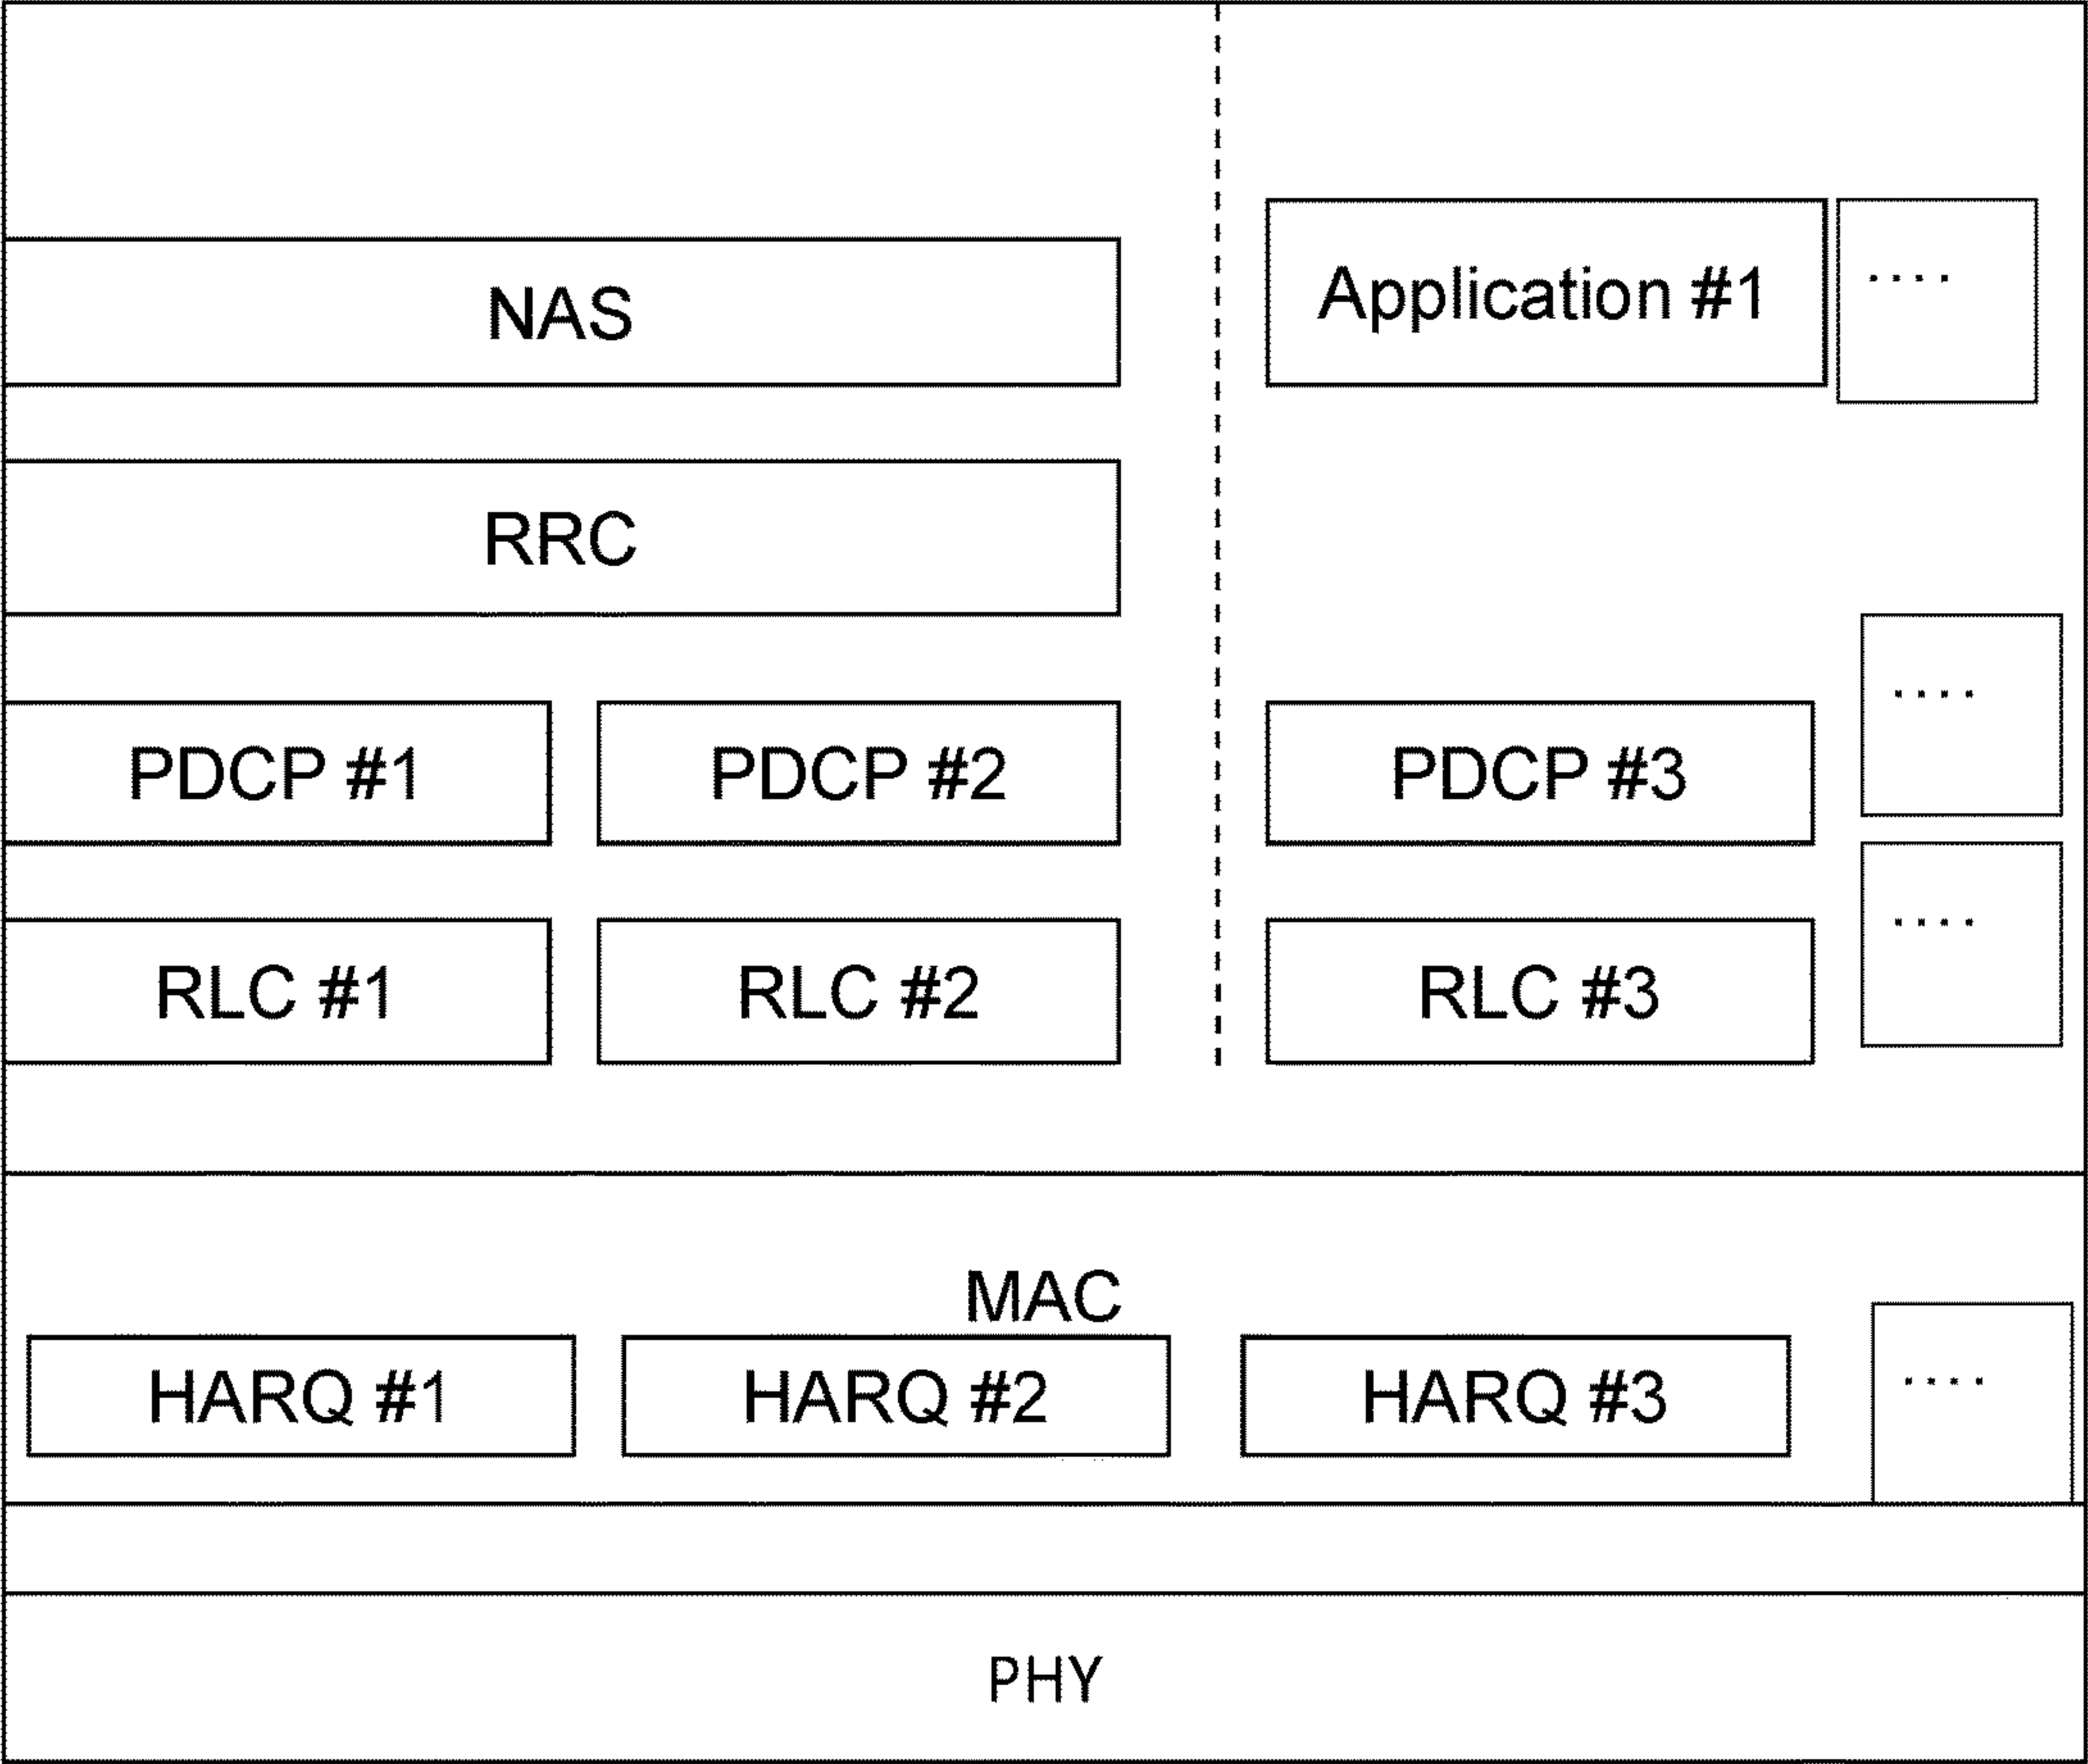 NAS
Application #1
....
RRC
....
PDCP #1
PDCP #2
PDCP #3
....
RLC #1
RLC #2
RLC #3
MAC
HARQ #1
HARQ #2
HARQ #3
....
PHY